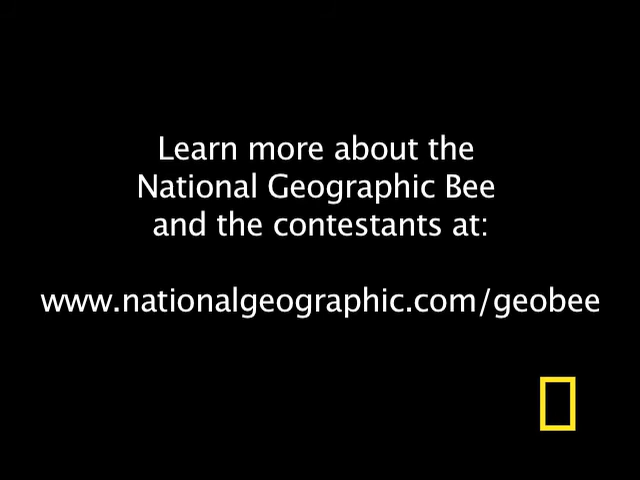 Learn more about the
National Geographic Bee
and the contestants at:
www.nationalgeographic.com/geobee